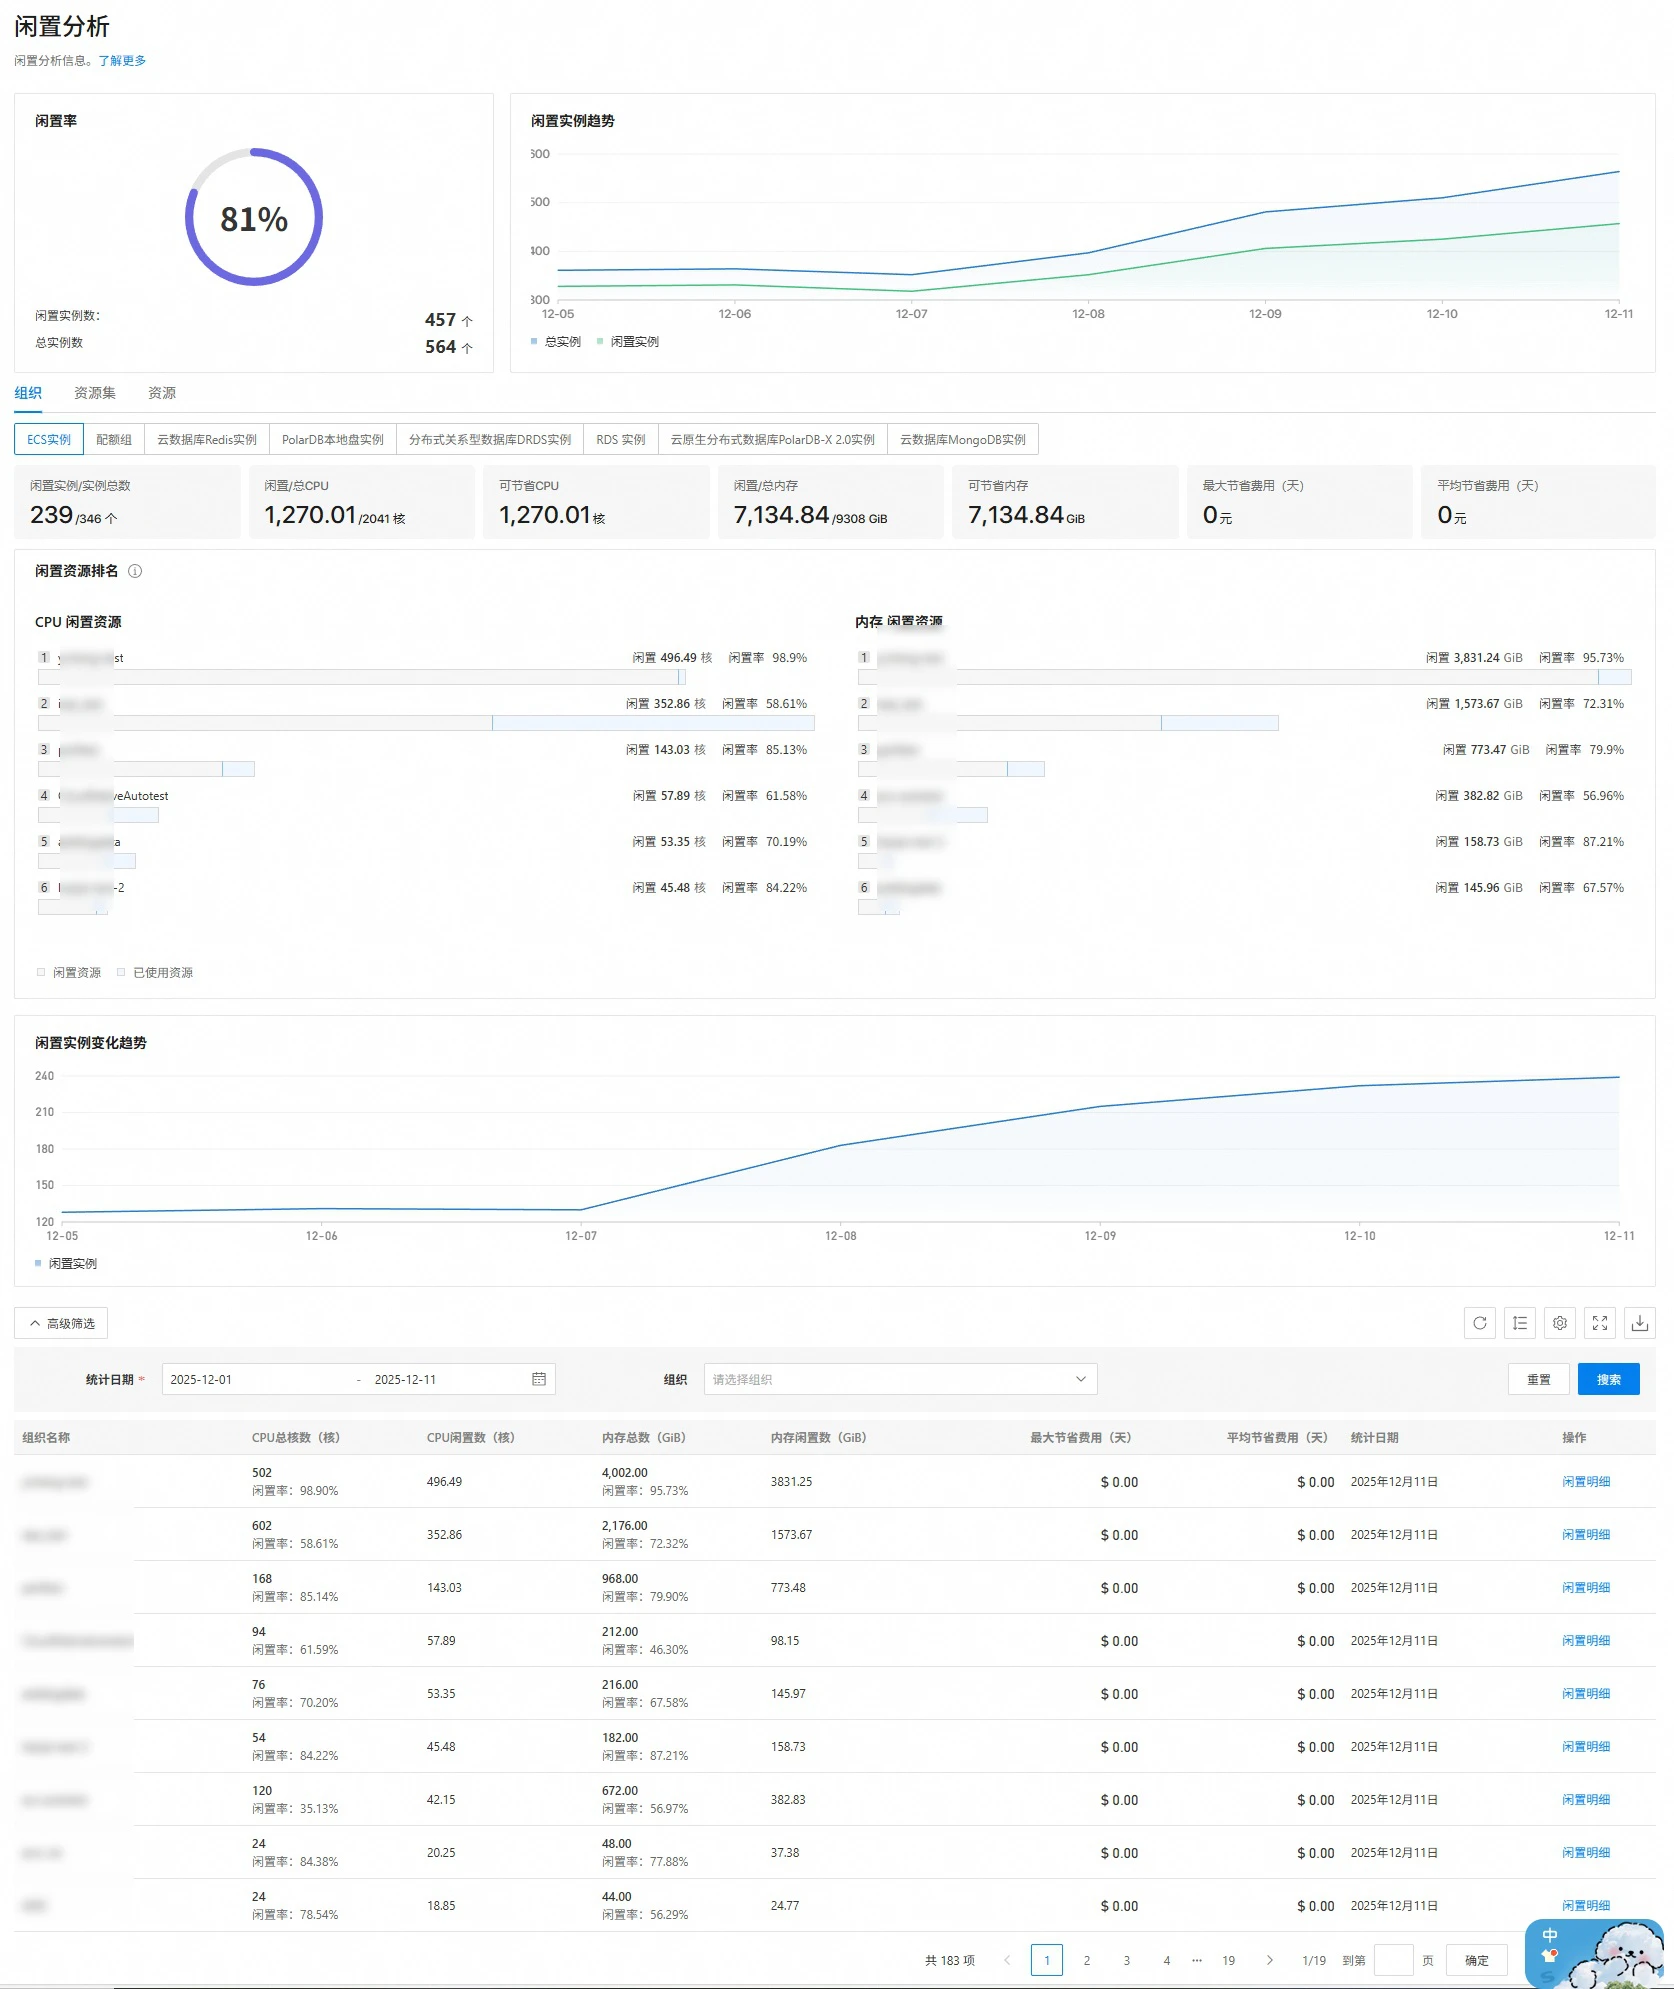 闲置分析
闲置分析信息。了解更多
闲置率
81%
闲置实例数: 457 个
总实例数 564 个
闲置实例趋势
600
500
400
300
12-05 12-06 12-07 12-08 12-09 12-10 12-11
总实例 闲置实例
组织 资源集 资源
ECS实例 配额组 云数据库Redis实例 PolarDB本地盘实例 分布式关系型数据库DRDS实例 RDS 实例 云原生分布式数据库PolarDB-X 2.0实例 云数据库MongoDB实例
闲置实例/实例总数 闲置/总CPU 可节省CPU 闲置/总内存 可节省内存 最大节省费用（天） 平均节省费用（天）
239/346 个 1,270.01/2041 核 1,270.01核 7,134.84/9308 GiB 7,134.84GiB 0元 0元
闲置资源排名
CPU 闲置资源
1 st 闲置 496.49 核 闲置率 98.9%
2 闲置 352.86 核 闲置率 58.61%
3 闲置 143.03 核 闲置率 85.13%
4 veAutotest 闲置 57.89 核 闲置率 61.58%
5 a 闲置 53.35 核 闲置率 70.19%
6 -2 闲置 45.48 核 闲置率 84.22%
内存 闲置资源
1 闲置 3,831.24 GiB 闲置率 95.73%
2 闲置 1,573.67 GiB 闲置率 72.31%
3 闲置 773.47 GiB 闲置率 79.9%
4 闲置 382.82 GiB 闲置率 56.96%
5 闲置 158.73 GiB 闲置率 87.21%
6 闲置 145.96 GiB 闲置率 67.57%
闲置资源 已使用资源
闲置实例变化趋势
240
210
180
150
120
12-05 12-06 12-07 12-08 12-09 12-10 12-11
闲置实例
高级筛选
统计日期 * 2025-12-01 - 2025-12-11 组织 请选择组织 重置 搜索
组织名称 CPU总核数（核） CPU闲置数（核） 内存总数（GiB） 内存闲置数（GiB） 最大节省费用（天） 平均节省费用（天） 统计日期 操作
502 4,002.00
496.49 3831.25 $ 0.00 $ 0.00 2025年12月11日 闲置明细
闲置率：98.90% 闲置率：95.73%
602 2,176.00
352.86 1573.67 $ 0.00 $ 0.00 2025年12月11日 闲置明细
闲置率：58.61% 闲置率：72.32%
168 968.00
143.03 773.48 $ 0.00 $ 0.00 2025年12月11日 闲置明细
闲置率：85.14% 闲置率：79.90%
94 212.00
57.89 98.15 $ 0.00 $ 0.00 2025年12月11日 闲置明细
闲置率：61.59% 闲置率：46.30%
76 216.00
53.35 145.97 $ 0.00 $ 0.00 2025年12月11日 闲置明细
闲置率：70.20% 闲置率：67.58%
54 182.00
45.48 158.73 $ 0.00 $ 0.00 2025年12月11日 闲置明细
闲置率：84.22% 闲置率：87.21%
120 672.00
42.15 382.83 $ 0.00 $ 0.00 2025年12月11日 闲置明细
闲置率：35.13% 闲置率：56.97%
24 48.00
20.25 37.38 $ 0.00 $ 0.00 2025年12月11日 闲置明细
闲置率：84.38% 闲置率：77.88%
24 44.00
18.85 24.77 $ 0.00 $ 0.00 2025年12月11日 闲置明细
闲置率：78.54% 闲置率：56.29%
共 183 项 1 2 3 4 ··· 19 1/19 到第 页 确定
中